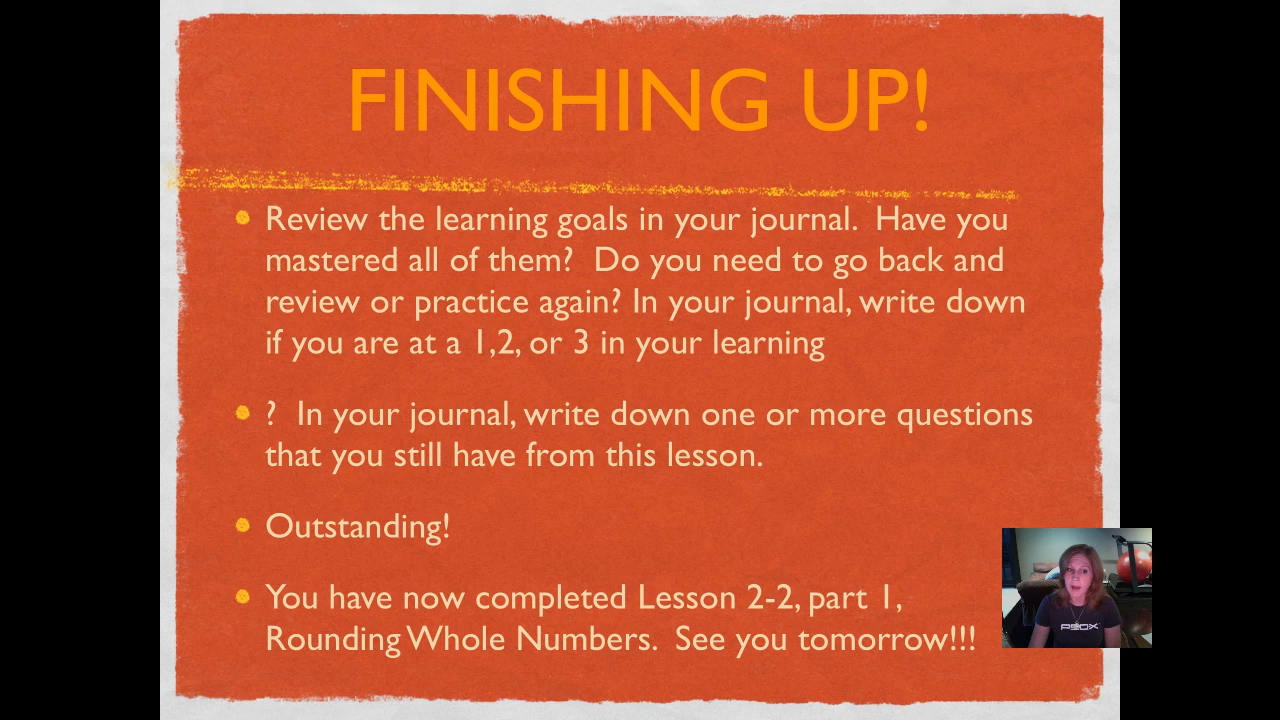 FINISHING UP!
Review the learning goals in your journal.  Have you
mastered all of them?  Do you need to go back and
review or practice again? In your journal, write down
if you are at a 1,2, or 3 in your learning
?  In your journal, write down one or more questions
that you still have from this lesson.
Outstanding!
You have now completed Lesson 2-2, part 1,
Rounding Whole Numbers.  See you tomorrow!!!
P90X